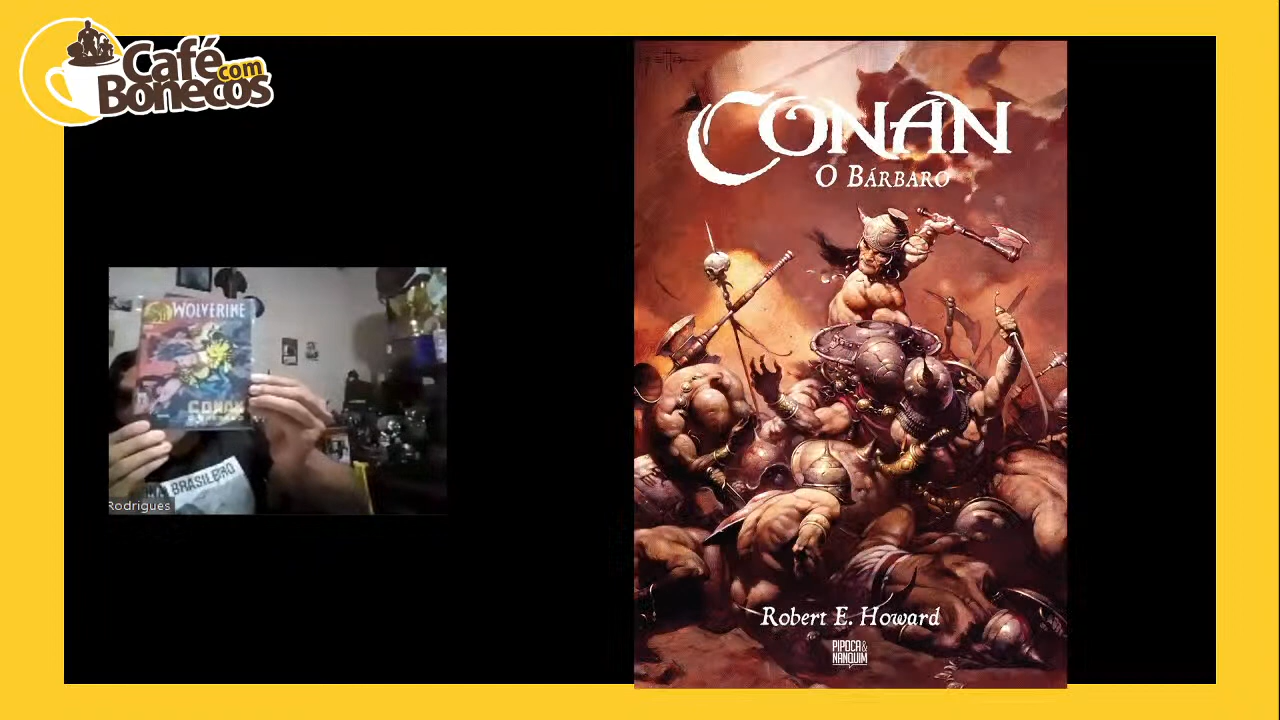 Café
com
Bonecos
CONAN
O BÁRBARO
WOLVERINE
CONAN
BRASILEIRO
Rodrigues
Robert E. Howard
PIPOCA &
NANQUIM